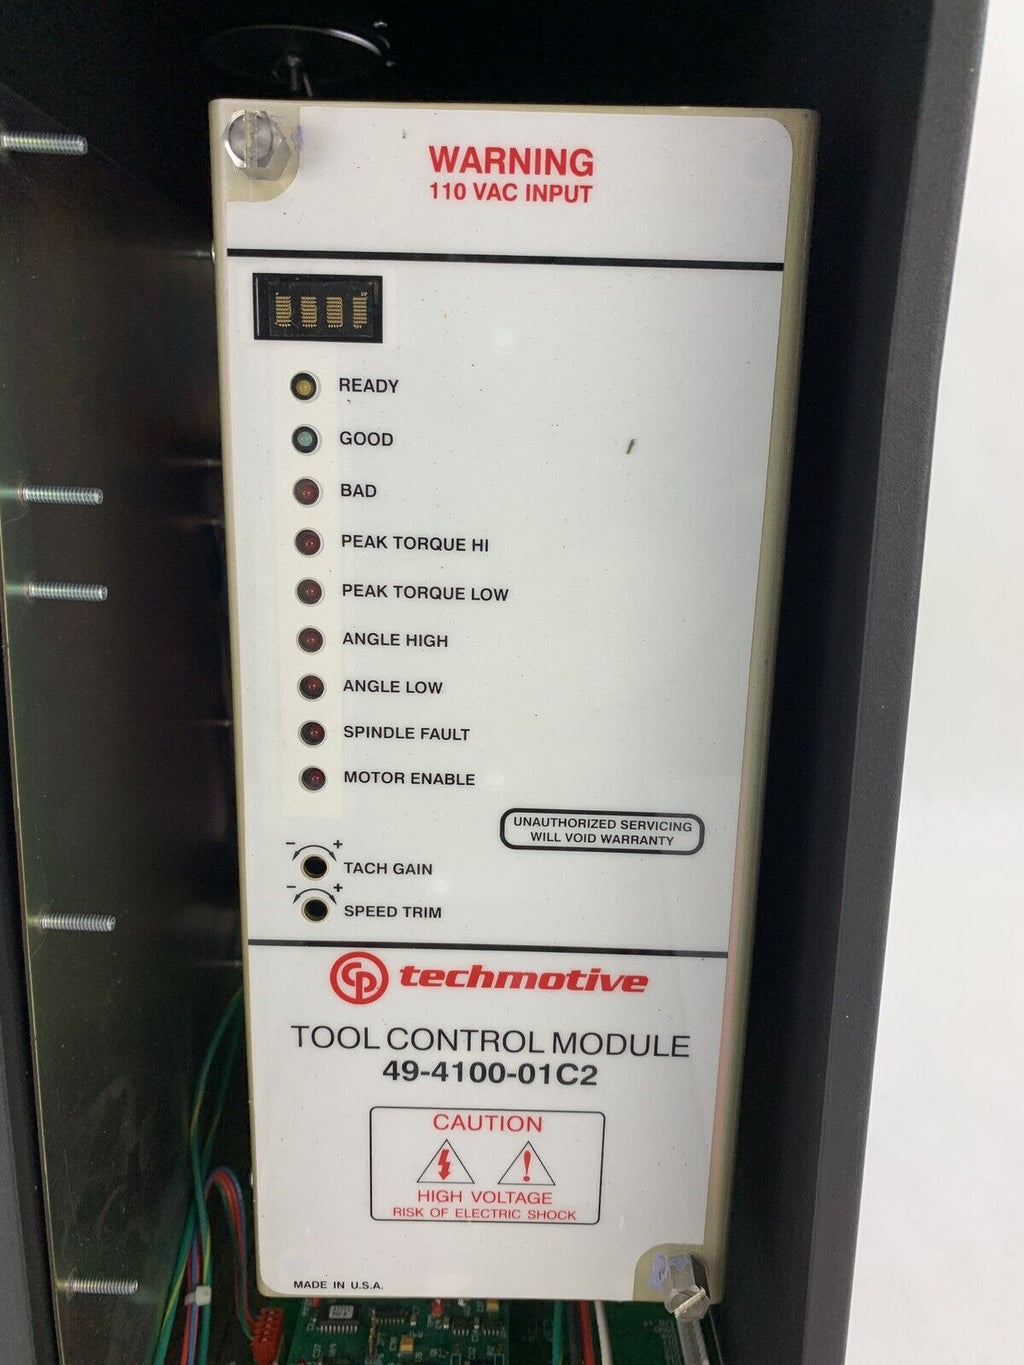 WARNING
110 VAC INPUT
READY
GOOD
BAD
PEAK TORQUE HI
PEAK TORQUE LOW
ANGLE HIGH
ANGLE LOW
SPINDLE FAULT
MOTOR ENABLE
UNAUTHORIZED SERVICING
WILL VOID WARRANTY
- +
TACH GAIN
- +
SPEED TRIM
CP techmotive
TOOL CONTROL MODULE
49-4100-01C2
CAUTION
!
HIGH VOLTAGE
RISK OF ELECTRIC SHOCK
MADE IN U.S.A.